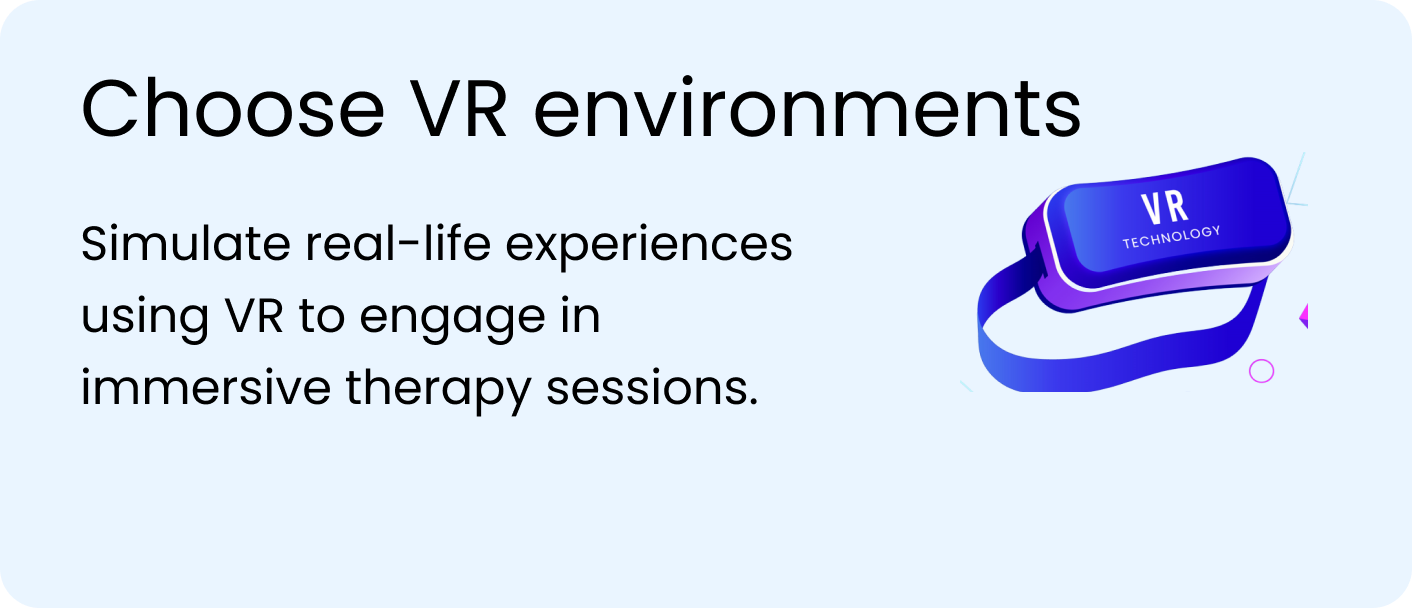 Choose VR environments
Simulate real-life experiences
using VR to engage in
immersive therapy sessions.
VR
TECHNOLOGY